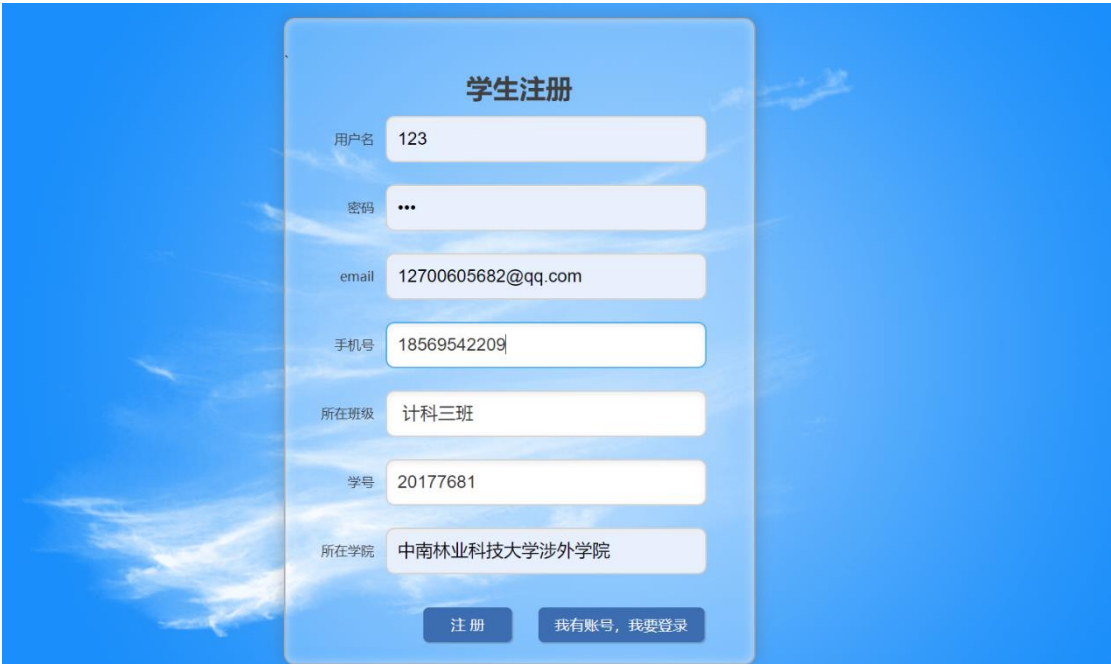 学生注册
用户名 123
密码 •••
email 12700605682@qq.com
手机号 18569542209
所在班级 计科三班
学号 20177681
所在学院 中南林业科技大学涉外学院
注 册 我有账号，我要登录